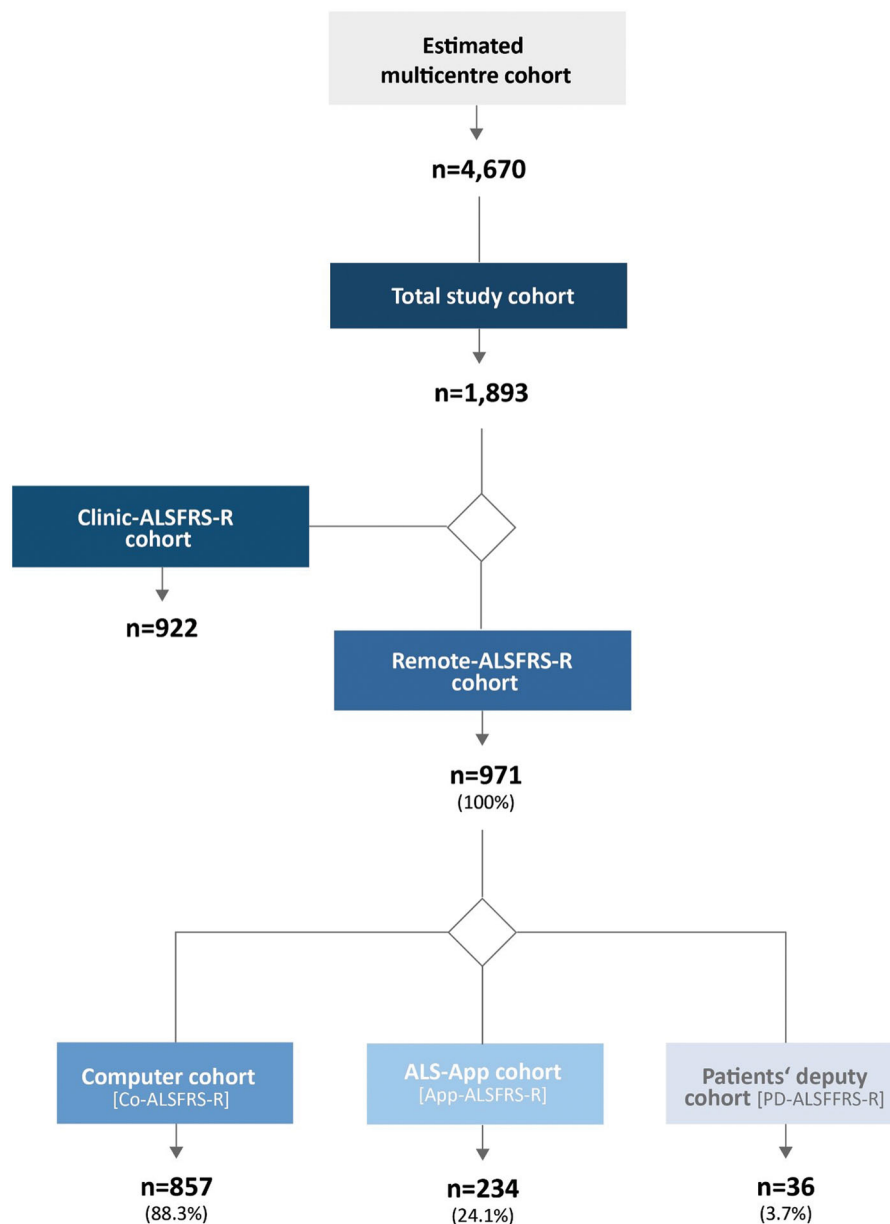 Estimated
multicentre cohort
n=4,670
Total study cohort
n=1,893
Clinic-ALSFRS-R
cohort
n=922
Remote-ALSFRS-R
cohort
n=971
(100%)
Computer cohort
[Co-ALSFRS-R]
n=857
(88.3%)
ALS-App cohort
[App-ALSFRS-R]
n=234
(24.1%)
Patients‘ deputy
cohort [PD-ALSFFRS-R]
n=36
(3.7%)